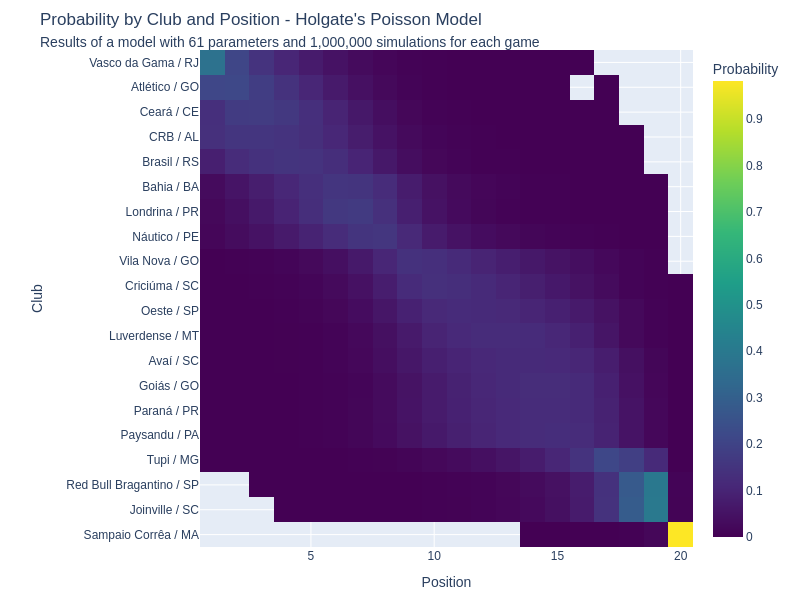 Probability by Club and Position - Holgate's Poisson Model
Results of a model with 61 parameters and 1,000,000 simulations for each game
Probability
Club
Vasco da Gama / RJ
Atlético / GO
Ceará / CE
CRB / AL
Brasil / RS
Bahia / BA
Londrina / PR
Náutico / PE
Vila Nova / GO
Criciúma / SC
Oeste / SP
Luverdense / MT
Avaí / SC
Goiás / GO
Paraná / PR
Paysandu / PA
Tupi / MG
Red Bull Bragantino / SP
Joinville / SC
Sampaio Corrêa / MA
5
10
15
20
Position
0.9
0.8
0.7
0.6
0.5
0.4
0.3
0.2
0.1
0